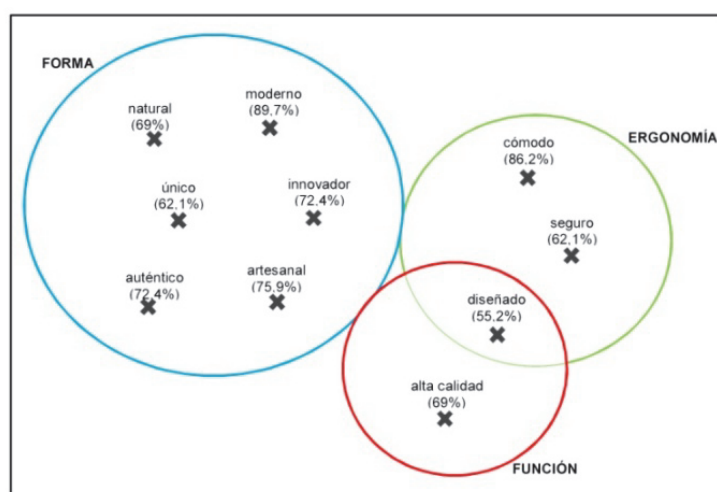 FORMA
natural
(69%)
moderno
(89,7%)
único
(62,1%)
innovador
(72,4%)
auténtico
(72,4%)
artesanal
(75,9%)
ERGONOMÍA
cómodo
(86,2%)
seguro
(62,1%)
diseñado
(55,2%)
alta calidad
(69%)
FUNCIÓN